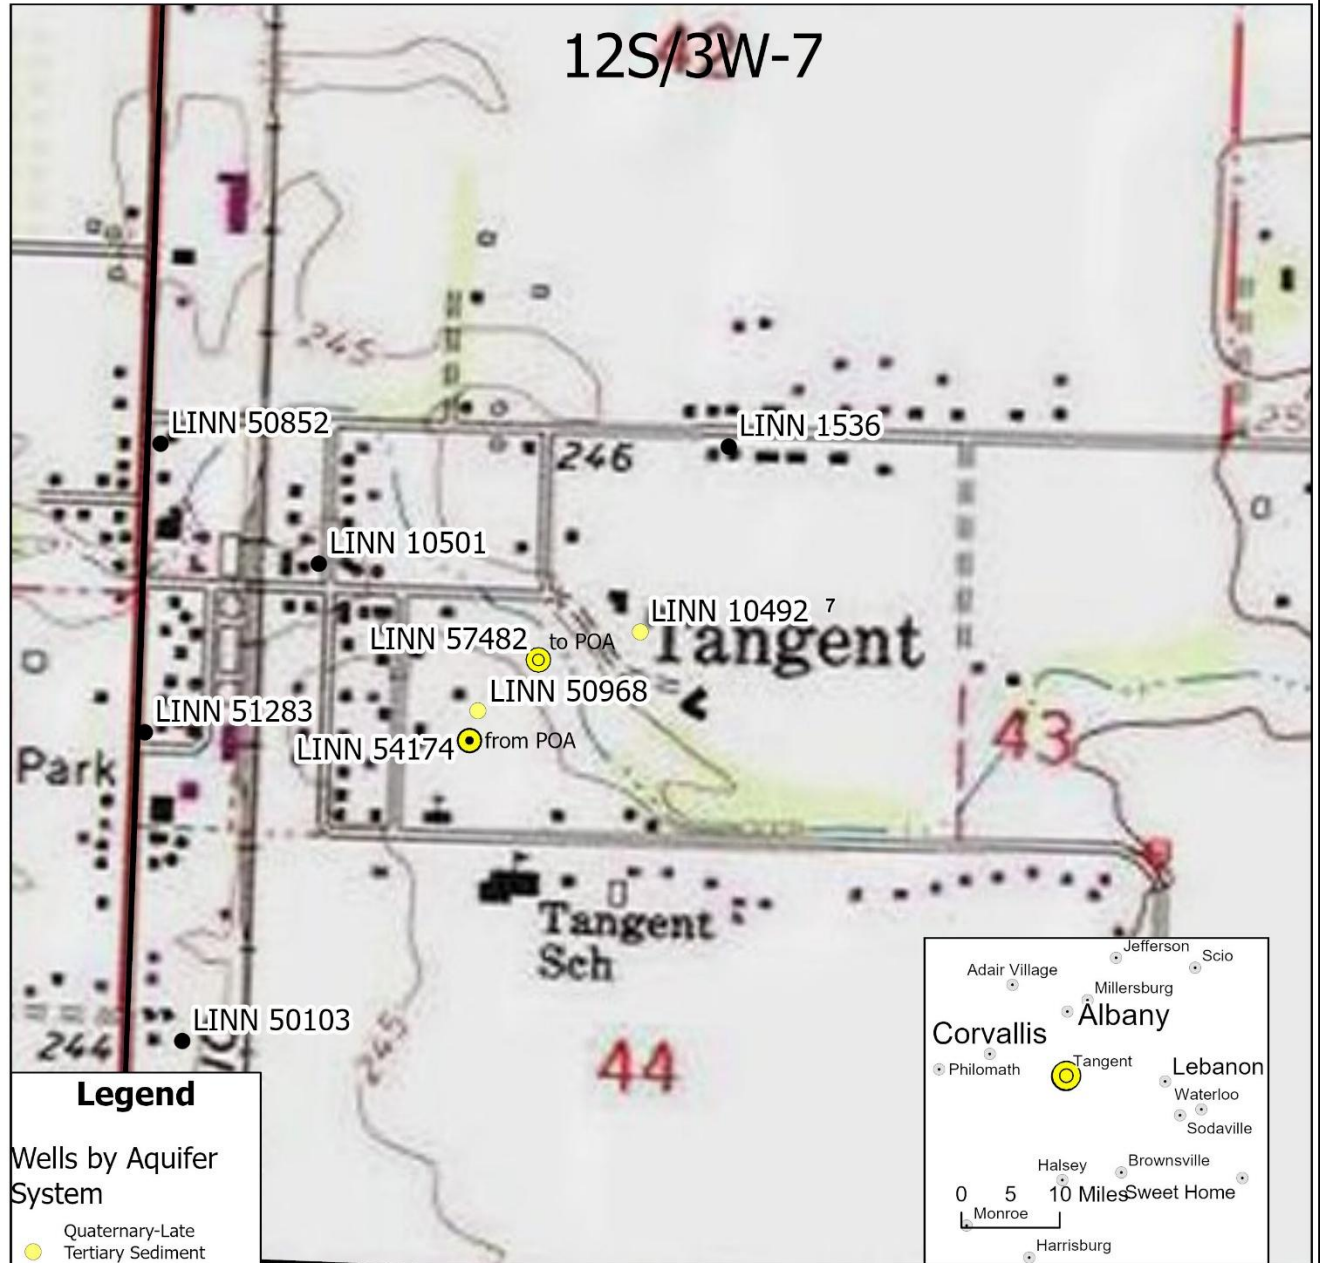 12S/3W-7
42
245
LINN 50852
LINN 1536
246
25
LINN 10501
LINN 10492 7
Tangent
LINN 57482 to POA
LINN 50968
LINN 51283
LINN 54174 from POA
43
Park
Tangent
Sch
LINN 50103
244
245
44
Legend
Wells by Aquifer
System
Quaternary-Late
Tertiary Sediment
Jefferson
Scio
Adair Village
Millersburg
Albany
Corvallis
Tangent
Philomath
Lebanon
Waterloo
Sodaville
Brownsville
Halsey
Sweet Home
0 5 10 Miles
Monroe
Harrisburg